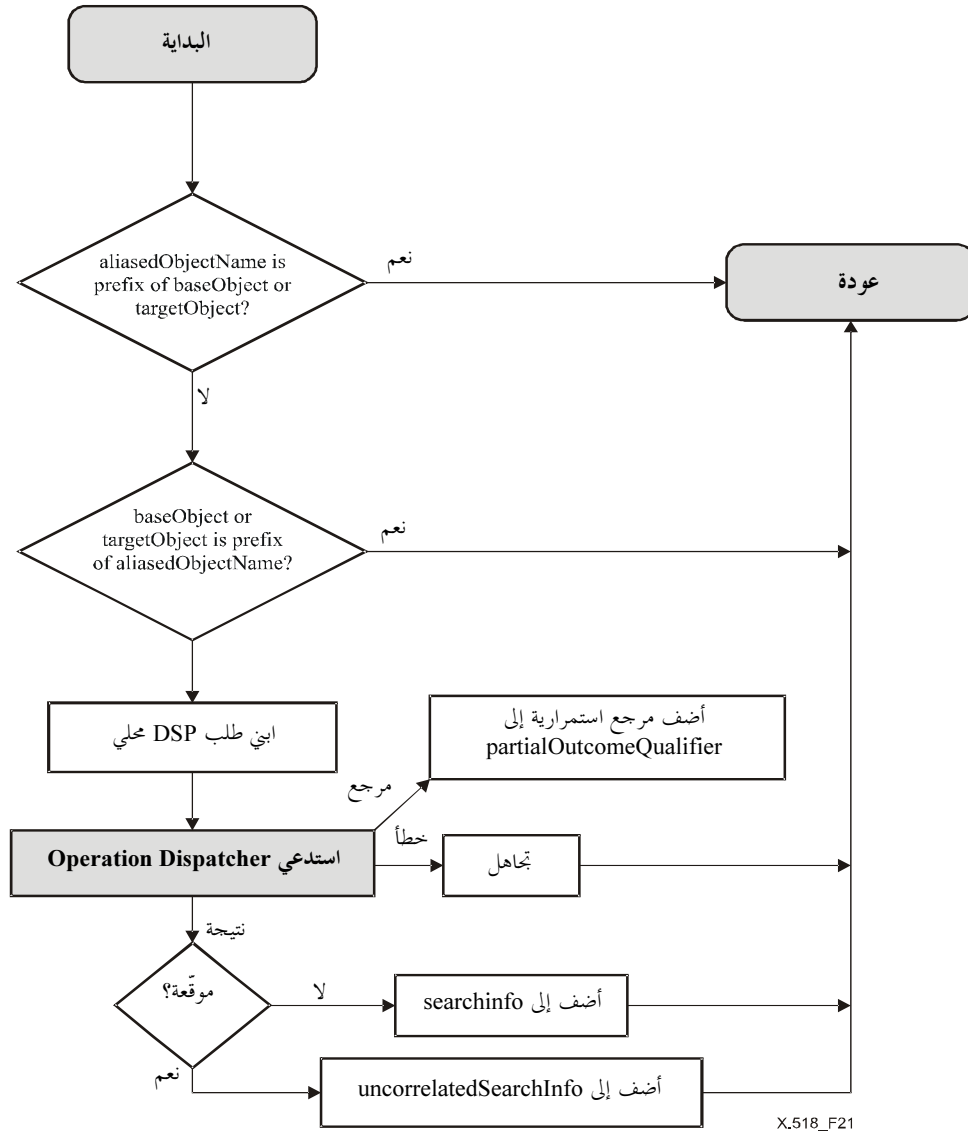 البداية
aliasedObjectName is
prefix of baseObject or
targetObject?
نعم
عودة
لا
baseObject or
targetObject is prefix
of aliasedObjectName?
نعم
ابني طلب DSP محلي
أضف مرجع استمرارية إلى
partialOutcomeQualifier
مرجع
استدعي Operation Dispatcher
خطأ
تجاهل
نتيجة
موقّعة؟
لا
أضف إلى searchinfo
نعم
أضف إلى uncorrelatedSearchInfo
X.518_F21